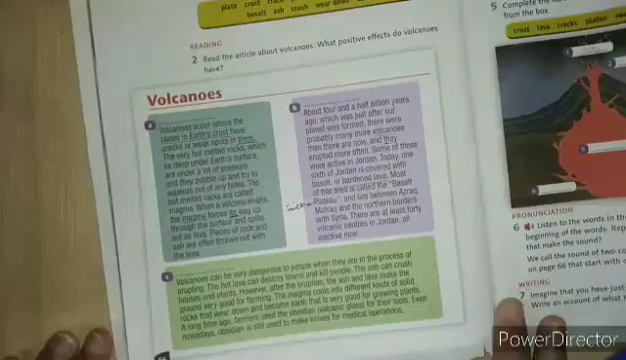 plate crust
basalt ash crush wear down
READING
2 Read the article about volcanoes. What positive effects do volcanoes
have?
Volcanoes
a
Volcanoes occur where the
plates in Earth's crust have
cracks or weak spots in them.
The very hot melted rocks, which
lie deep under Earth's surface,
are under a lot of pressure
and they bubble up and try to
squeeze out of any holes. The
hot melted rocks are called
magma. When a volcano erupts,
the magma forces its way up
through the surface and spills
out as lava. Pieces of rock and
ash are often thrown out with
the lava.
b
About four and a half billion years
ago, which was just after our
planet was formed, there were
probably many more volcanoes
than there are now, and they
erupted more often. Some of these
were active in Jordan. Today, one
sixth of Jordan is covered with
basalt, or hardened lava. Most
of this area is called the "Basalt
Plateau" and lies between Azraq,
Mafraq and the northern borders
with Syria. There are at least forty
volcanic centres in Jordan, all
inactive now.
c
Volcanoes can be very dangerous to people when they are in the process of
erupting. The hot lava can destroy towns and kill people. The ash can crush
houses and plants. However, after the eruption, the ash and lava make the
ground very good for farming. The magma cools into different kinds of solid
rocks that wear down and become earth that is very good for growing plants.
A long time ago, farmers used the obsidian (volcanic glass) for their tools. Even
nowadays, obsidian is still used to make knives for medical operations.
5 Complete the
from the box
crust lava cracks plates
PRONUNCIATION
6 Listen to the words in the
beginning of the words. Rep
that make the sound?
We call the sound of two co
on page 66 that start with c
WRITING
7 Imagine that you have just
Write an account of what h
PowerDirector